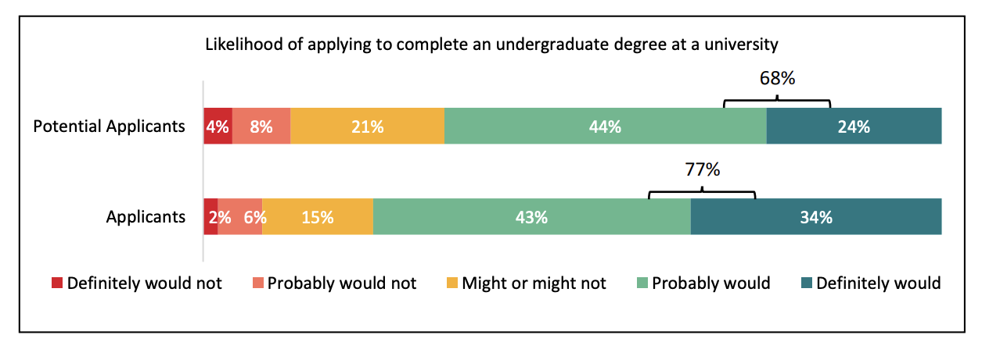 Likelihood of applying to complete an undergraduate degree at a university
68%
Potential Applicants 4% 8% 21% 44% 24%
77%
Applicants 2% 6% 15% 43% 34%
Definitely would not Probably would not Might or might not Probably would Definitely would